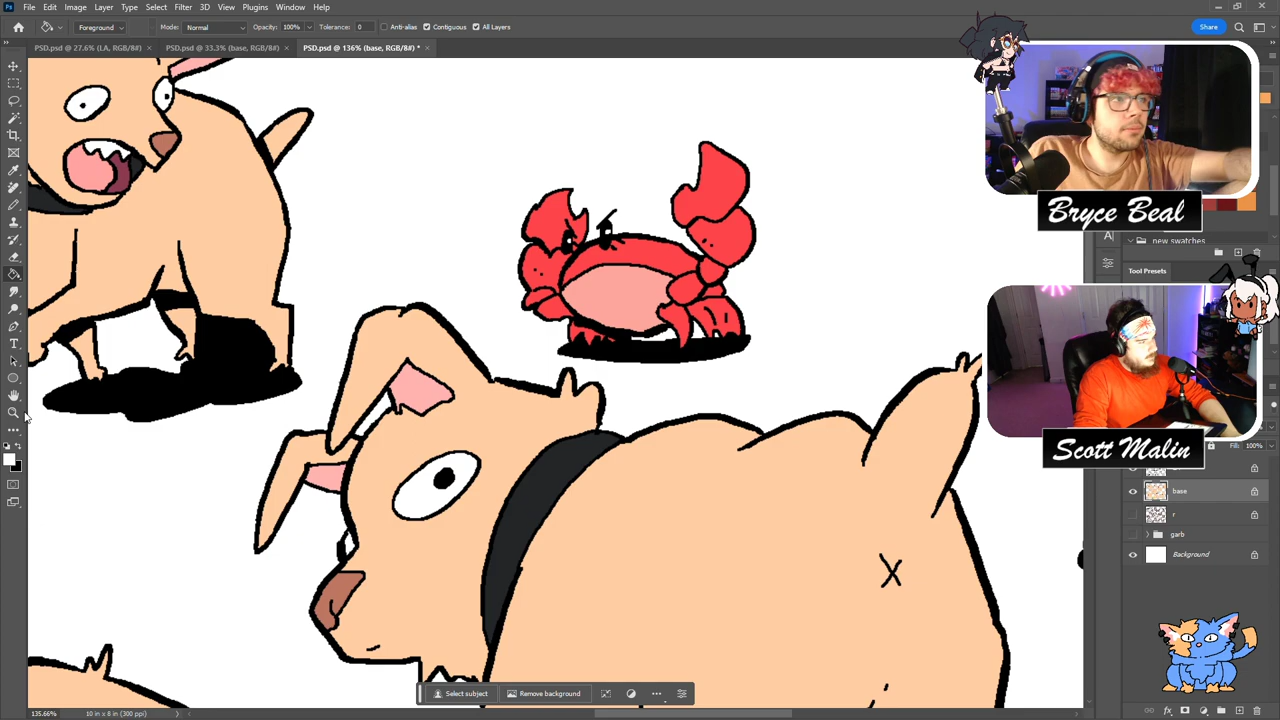 File Edit Image Layer Type Select Filter 3D View Plugins Window Help
Foreground Mode: Normal Opacity: 100% Tolerance: 0 Anti-alias Contiguous All Layers Share
PSD.psd @ 27.6% (LA, RGB/8#) × PSD.psd @ 33.3% (base, RGB/8#) × PSD.psd @ 136% (base, RGB/8#) * ×
Bryce Beal
new swatches
Tool Presets
Scott Malin
Fill: 100%
base
r
garb
Background
Select subject Remove background
135.66% 10 in x 8 in (300 ppi)